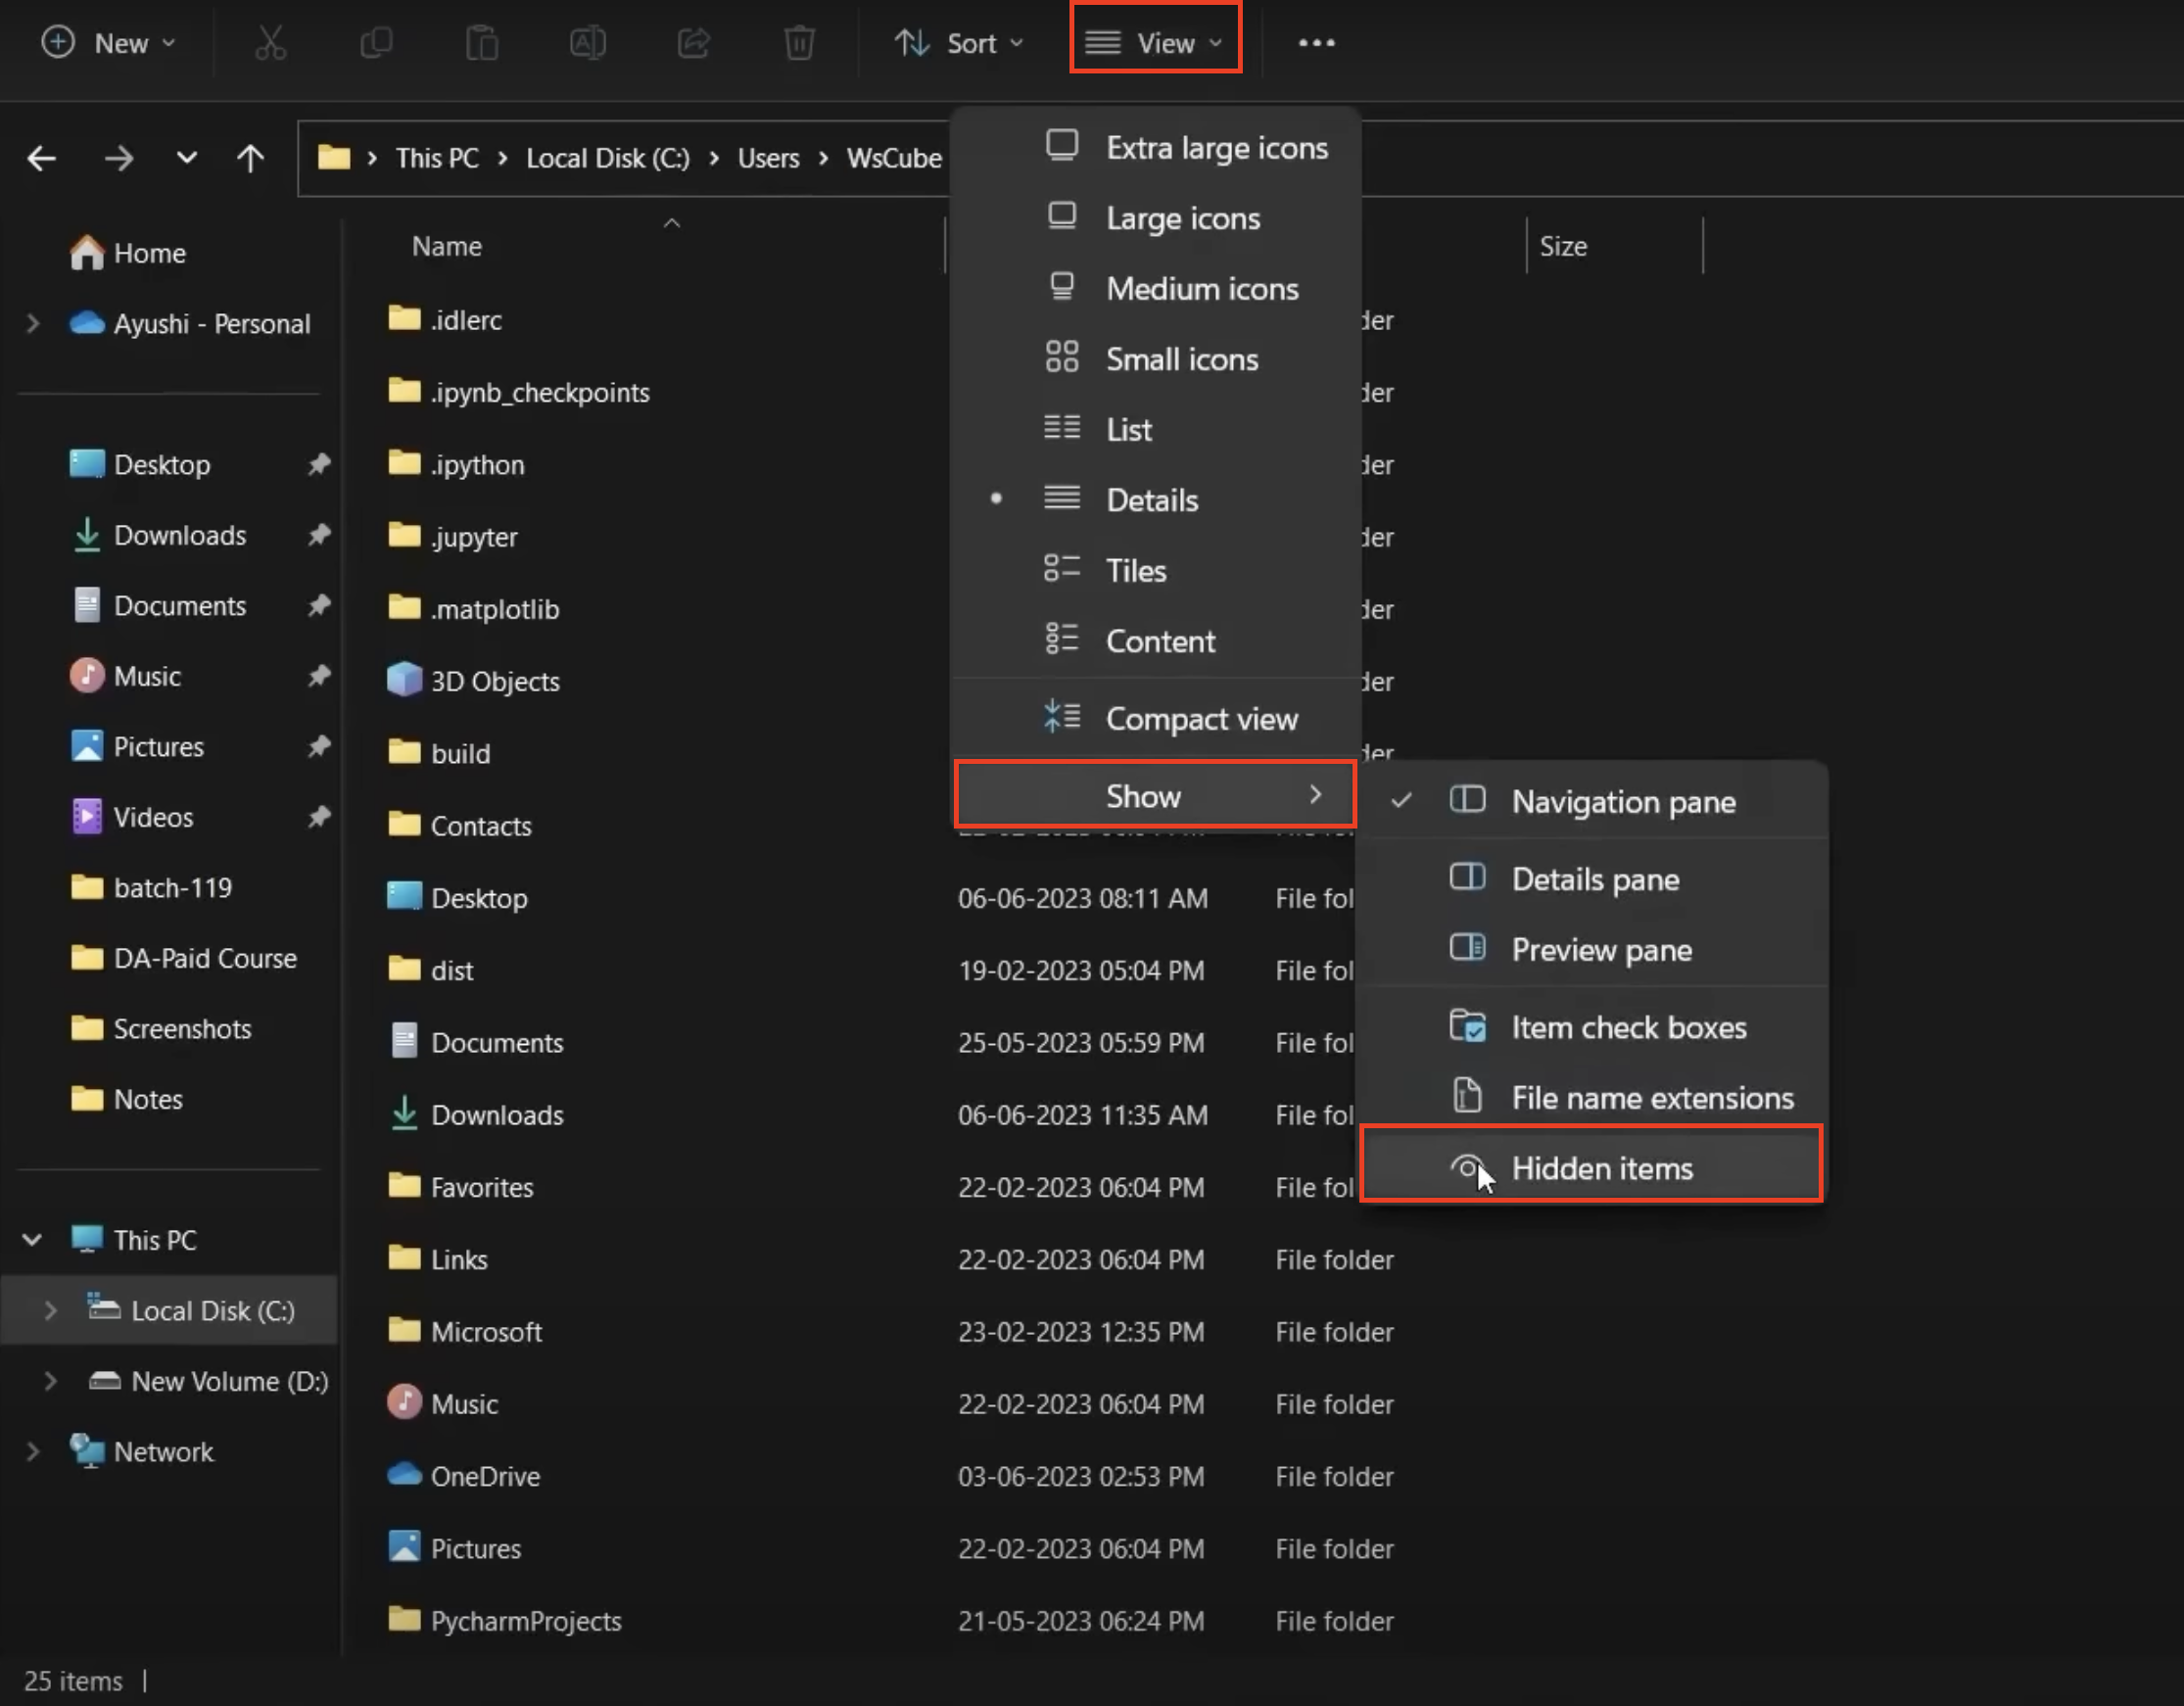 New
Sort
View
This PC
Local Disk (C:)
Users
WsCube
Home
Ayushi - Personal
Desktop
Downloads
Documents
Music
Pictures
Videos
batch-119
DA-Paid Course
Screenshots
Notes
This PC
Local Disk (C:)
New Volume (D:)
Network
Name
Size
.idlerc
.ipynb_checkpoints
.ipython
.jupyter
.matplotlib
3D Objects
build
Contacts
Desktop 06-06-2023 08:11 AM File fol
dist 19-02-2023 05:04 PM File fol
Documents 25-05-2023 05:59 PM File fol
Downloads 06-06-2023 11:35 AM File fol
Favorites 22-02-2023 06:04 PM File fol
Links 22-02-2023 06:04 PM File folder
Microsoft 23-02-2023 12:35 PM File folder
Music 22-02-2023 06:04 PM File folder
OneDrive 03-06-2023 02:53 PM File folder
Pictures 22-02-2023 06:04 PM File folder
PycharmProjects 21-05-2023 06:24 PM File folder
Extra large icons
Large icons
Medium icons
Small icons
List
Details
Tiles
Content
Compact view
Show
Navigation pane
Details pane
Preview pane
Item check boxes
File name extensions
Hidden items
25 items